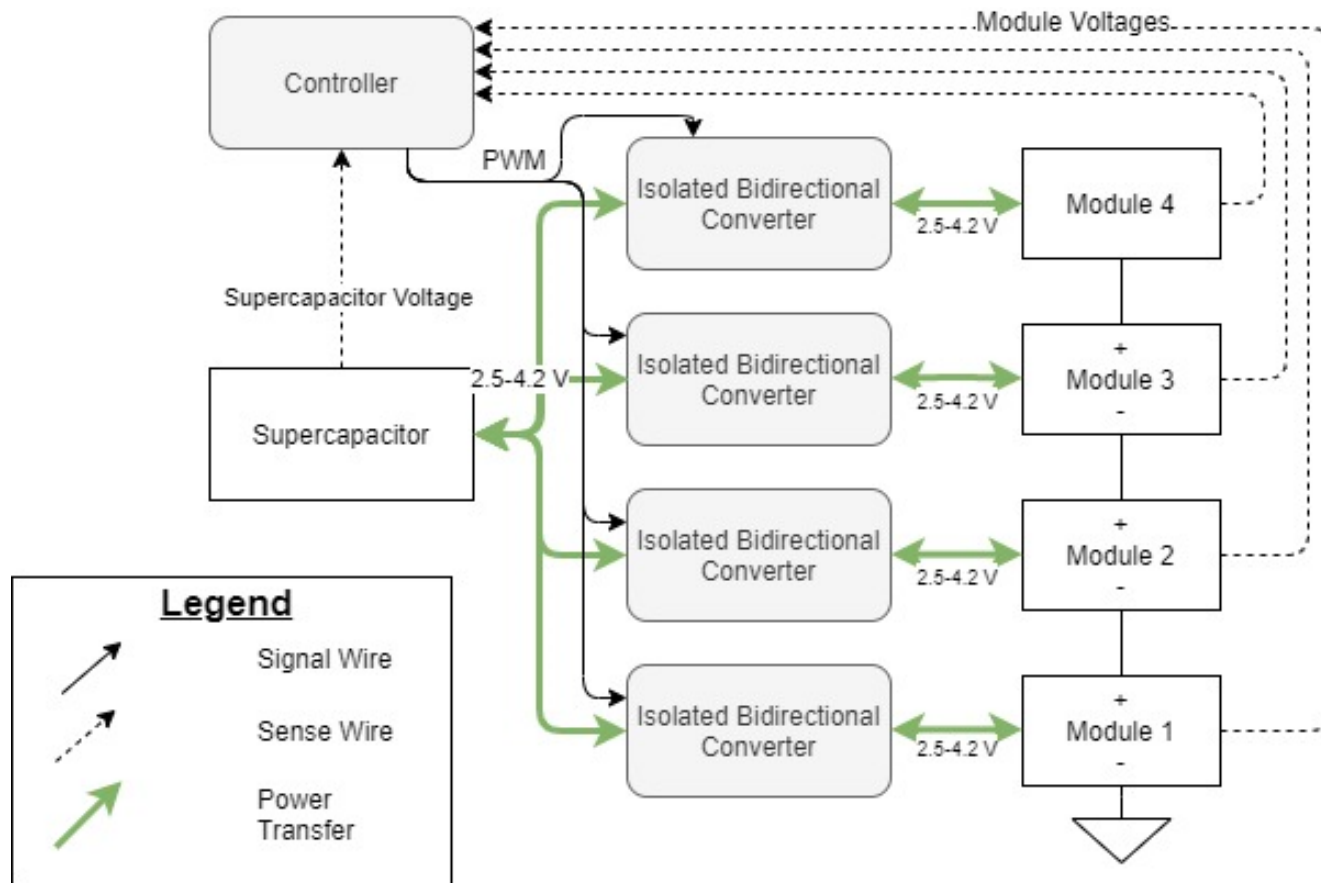 Module Voltages
Controller
PWM
Isolated Bidirectional
Converter
2.5-4.2 V
Module 4
Supercapacitor Voltage
2.5-4.2 V
Isolated Bidirectional
Converter
2.5-4.2 V
+
Module 3
-
Supercapacitor
Isolated Bidirectional
Converter
2.5-4.2 V
+
Module 2
-
Isolated Bidirectional
Converter
2.5-4.2 V
+
Module 1
-
Legend
Signal Wire
Sense Wire
Power
Transfer